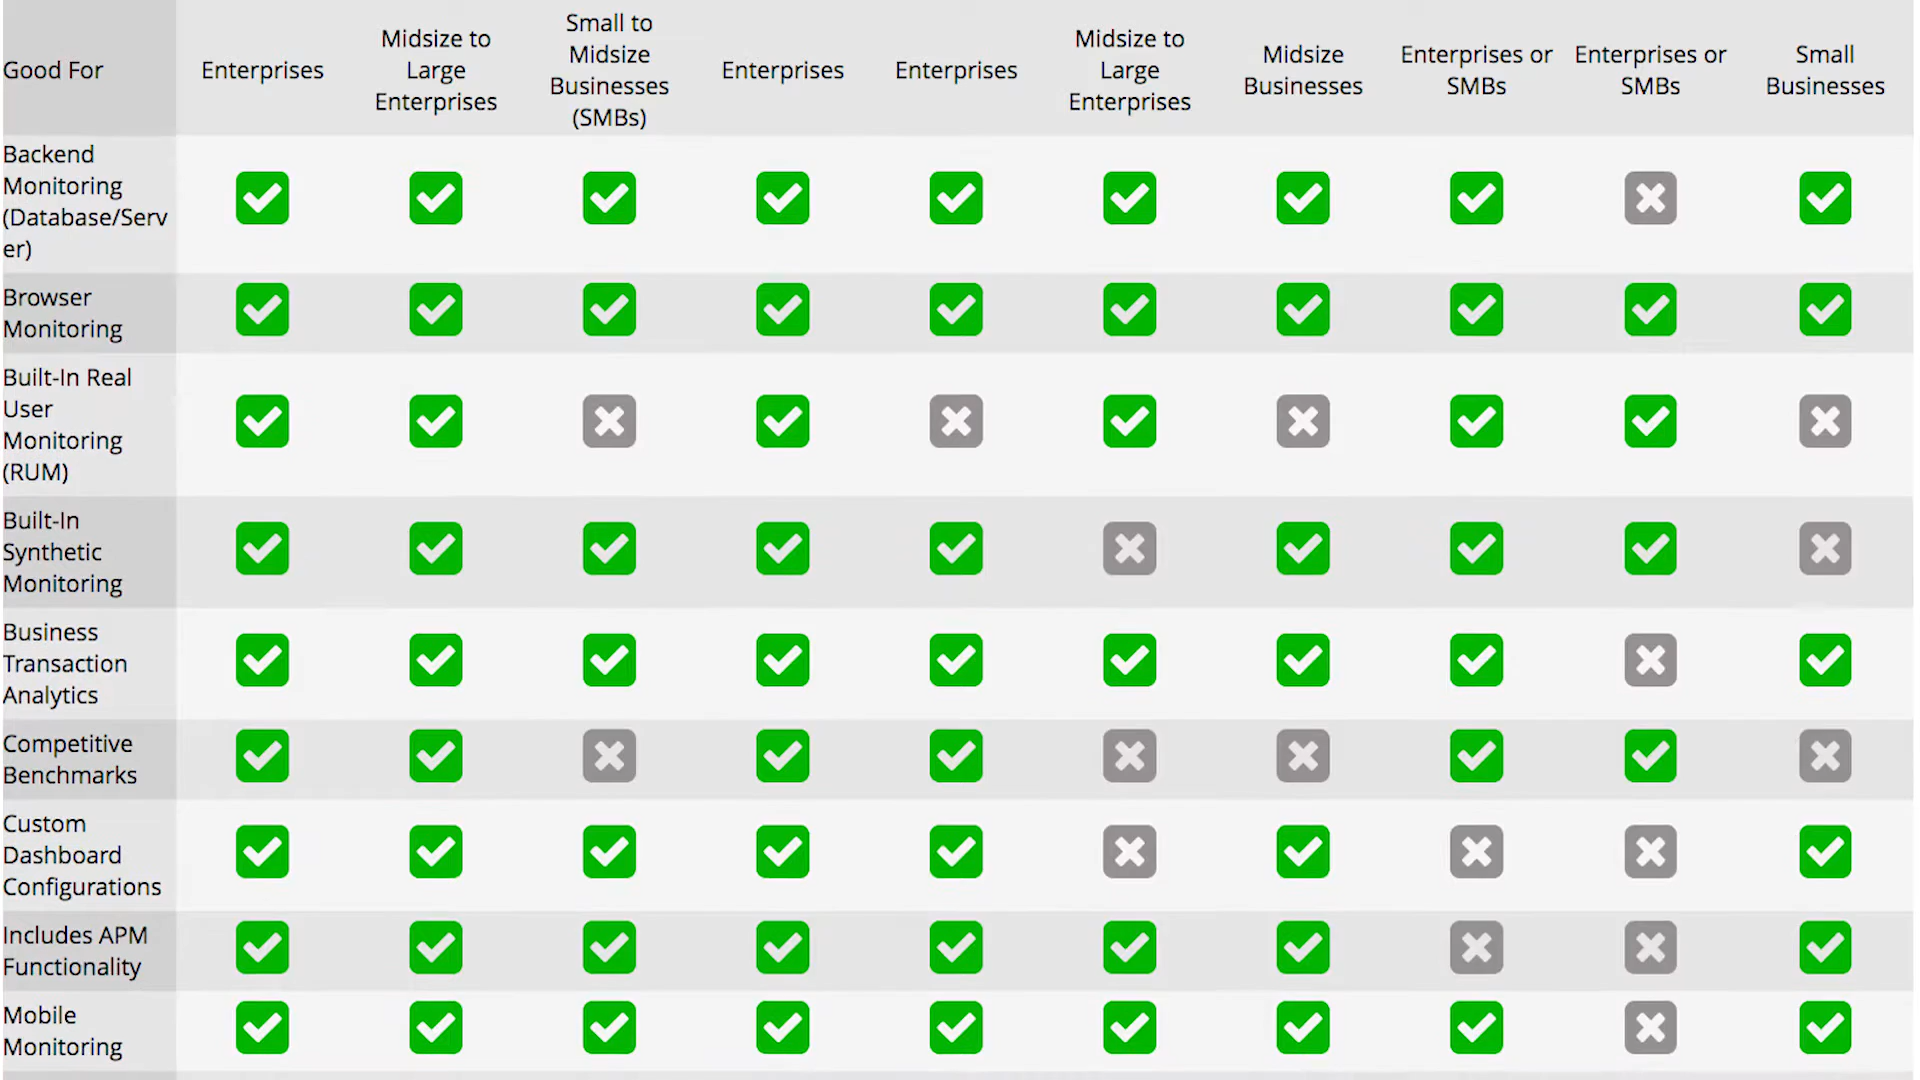 Good For
Enterprises
Midsize to
Large
Enterprises
Small to
Midsize
Businesses
(SMBs)
Enterprises
Enterprises
Midsize to
Large
Enterprises
Midsize
Businesses
Enterprises or
SMBs
Enterprises or
SMBs
Small
Businesses
Backend
Monitoring
(Database/Serv
er)
Browser
Monitoring
Built-In Real
User
Monitoring
(RUM)
Built-In
Synthetic
Monitoring
Business
Transaction
Analytics
Competitive
Benchmarks
Custom
Dashboard
Configurations
Includes APM
Functionality
Mobile
Monitoring